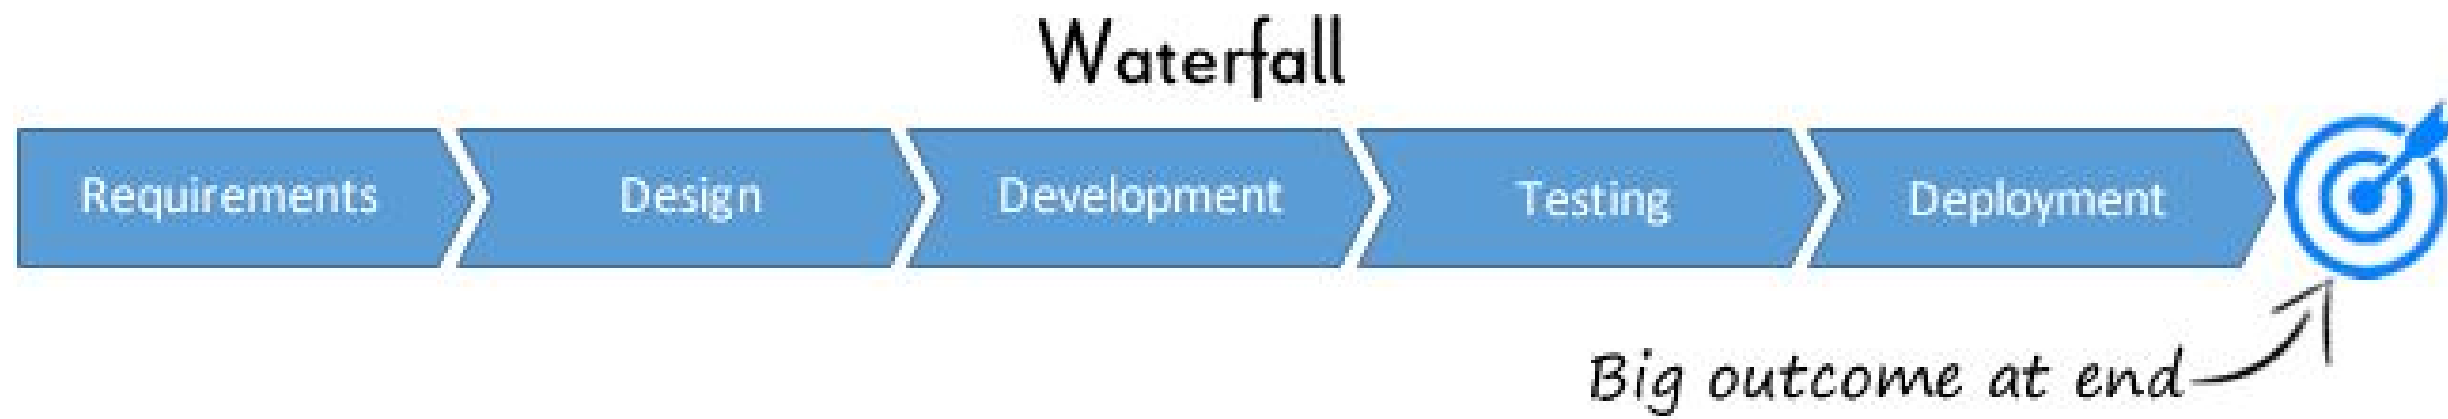 Waterfall
Requirements Design Development Testing Deployment
Big outcome at end